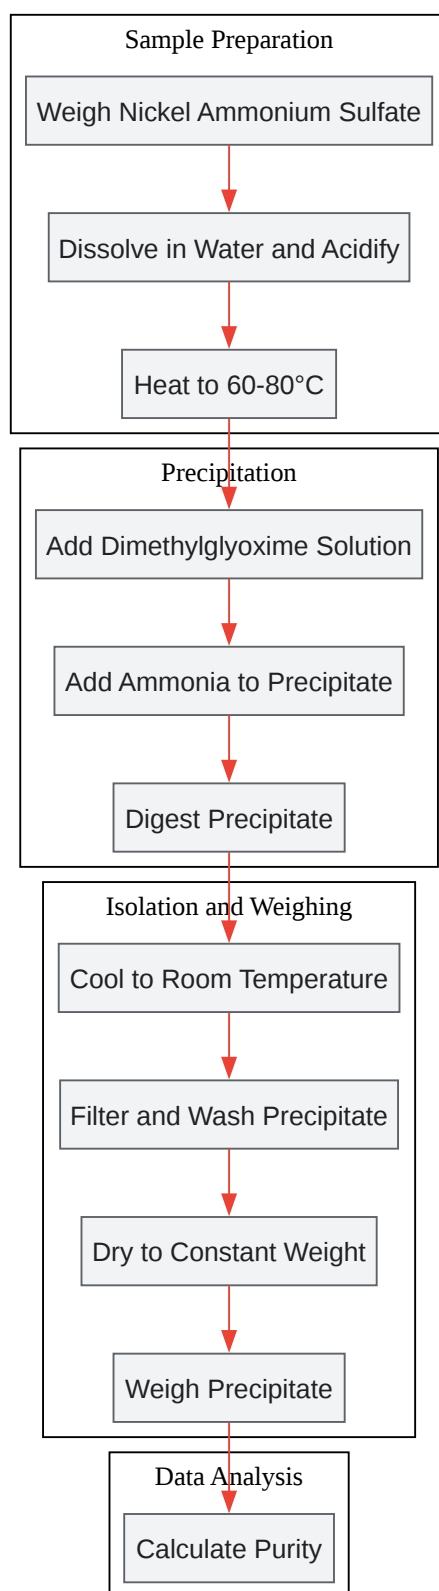 Sample Preparation
Weigh Nickel Ammonium Sulfate
Dissolve in Water and Acidify
Heat to 60-80°C
Precipitation
Add Dimethylglyoxime Solution
Add Ammonia to Precipitate
Digest Precipitate
Isolation and Weighing
Cool to Room Temperature
Filter and Wash Precipitate
Dry to Constant Weight
Weigh Precipitate
Data Analysis
Calculate Purity